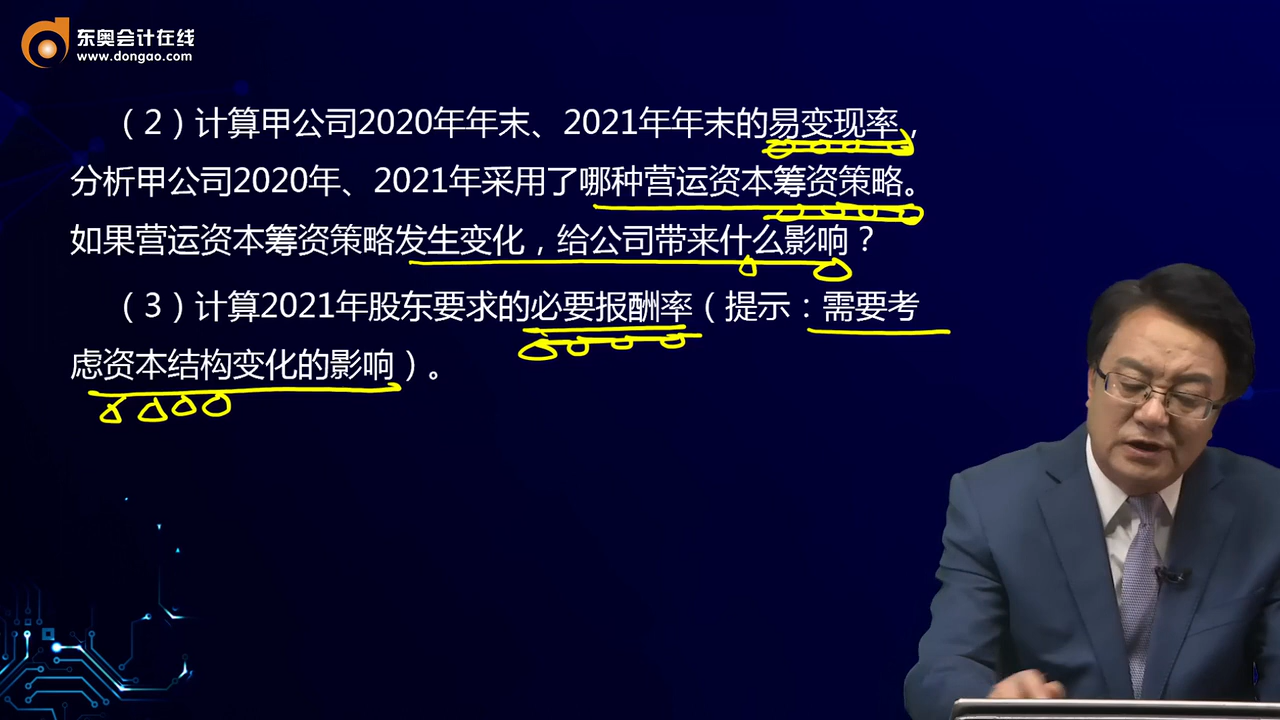 东奥会计在线
www.dongao.com
（2）计算甲公司2020年年末、2021年年末的易变现率，
分析甲公司2020年、2021年采用了哪种营运资本筹资策略。
如果营运资本筹资策略发生变化，给公司带来什么影响？
（3）计算2021年股东要求的必要报酬率（提示：需要考
虑资本结构变化的影响）。